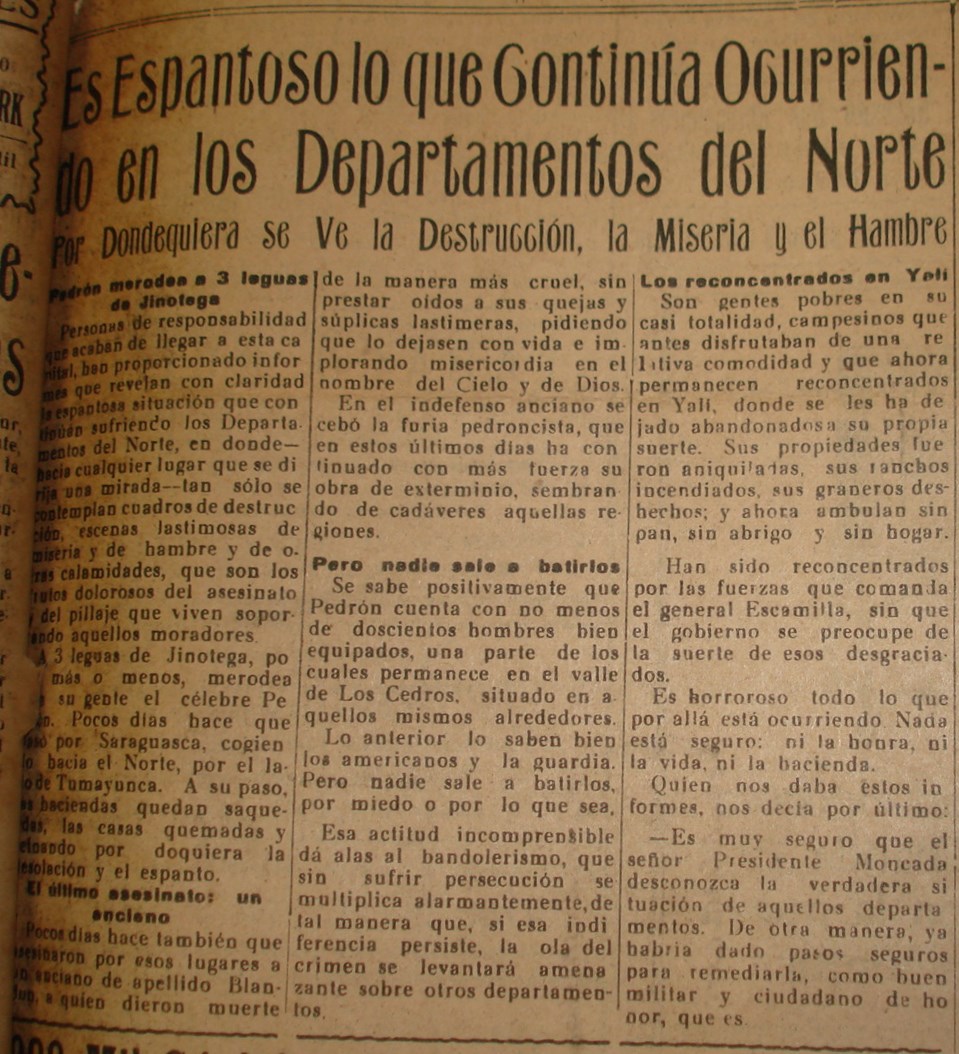 Es Espantoso lo que Continúa Ocurrien-
do en los Departamentos del Norte
Por Dondequiera se Ve la Destrucción, la Miseria y el Hambre
Pedrón merodea a 3 leguas
de Jinotega
Personas de responsabilidad
que acaban de llegar a esta ca
pital, han proporcionado infor
mes que revelan con claridad
la espantosa situación que con
tinúan sufriendo los Departa
mentos del Norte, en donde—
hacia cualquier lugar que se di
rija una mirada—tan sólo se
contemplan cuadros de destruc
ción, escenas lastimosas de
miseria y de hambre y de o-
tras calamidades, que son los
dolorosos del asesinato
y del pillaje que viven sopor-
tando aquellos moradores.
A 3 leguas de Jinotega, po
más o menos, merodea
su gente el célebre Pe
Pocos días hace que
por Saraguasca, cogien
hacia el Norte, por el la-
o de Tomayunca. A su paso,
haciendas quedan saque-
las casas quemadas y
por doquiera la
desolación y el espanto.
El último asesinato: un
anciano
Pocos días hace también que
asesinaron por esos lugares a
un anciano de apellido Blan-
a quien dieron muerte
de la manera más cruel, sin
prestar oídos a sus quejas y
súplicas lastimeras, pidiendo
que lo dejasen con vida e im
plorando misericordia en el
nombre del Cielo y de Dios.
En el indefenso anciano se
cebó la furia pedroncista, que
en estos últimos días ha con
tinuado con más fuerza su
obra de exterminio, sembran
do de cadáveres aquellas re-
giones.
Pero nadie sale a batirlos
Se sabe positivamente que
Pedrón cuenta con no menos
de doscientos hombres bien
equipados, una parte de los
cuales permanece en el valle
de Los Cedros, situado en a-
quellos mismos alrededores.
Lo anterior lo saben bien
los americanos y la guardia.
Pero nadie sale a batirlos,
por miedo o por lo que sea.
Esa actitud incomprensible
dá alas al bandolerismo, que
sin sufrir persecución se
multiplica alarmantemente, de
tal manera que, si esa indi
ferencia persiste, la ola del
crimen se levantará amena
zante sobre otros departamen-
tos.
Los reconcentrados en Yalí
Son gentes pobres en su
casi totalidad, campesinos que
antes disfrutaban de una re
lativa comodidad y que ahora
permanecen reconcentrados
en Yalí, donde se les ha de
jado abandonados a su propia
suerte. Sus propiedades fue
ron aniquiladas, sus ranchos
incendiados, sus graneros des-
hechos; y ahora ambulan sin
pan, sin abrigo y sin hogar.
Han sido reconcentrados
por las fuerzas que comanda
el general Escamilla, sin que
el gobierno se preocupe de
la suerte de esos desgracia-
dos.
Es horroroso todo lo que
por allá está ocurriendo. Nada
está seguro: ni la honra, ni
la vida, ni la hacienda.
Quien nos daba estos in
formes, nos decía por último:
—Es muy seguro que el
señor Presidente Moncada
desconozca la verdadera si
tuación de aquellos departa
mentos. De otra manera, ya
habría dado pasos seguros
para remediarla, como buen
militar y ciudadano de ho
nor, que es.